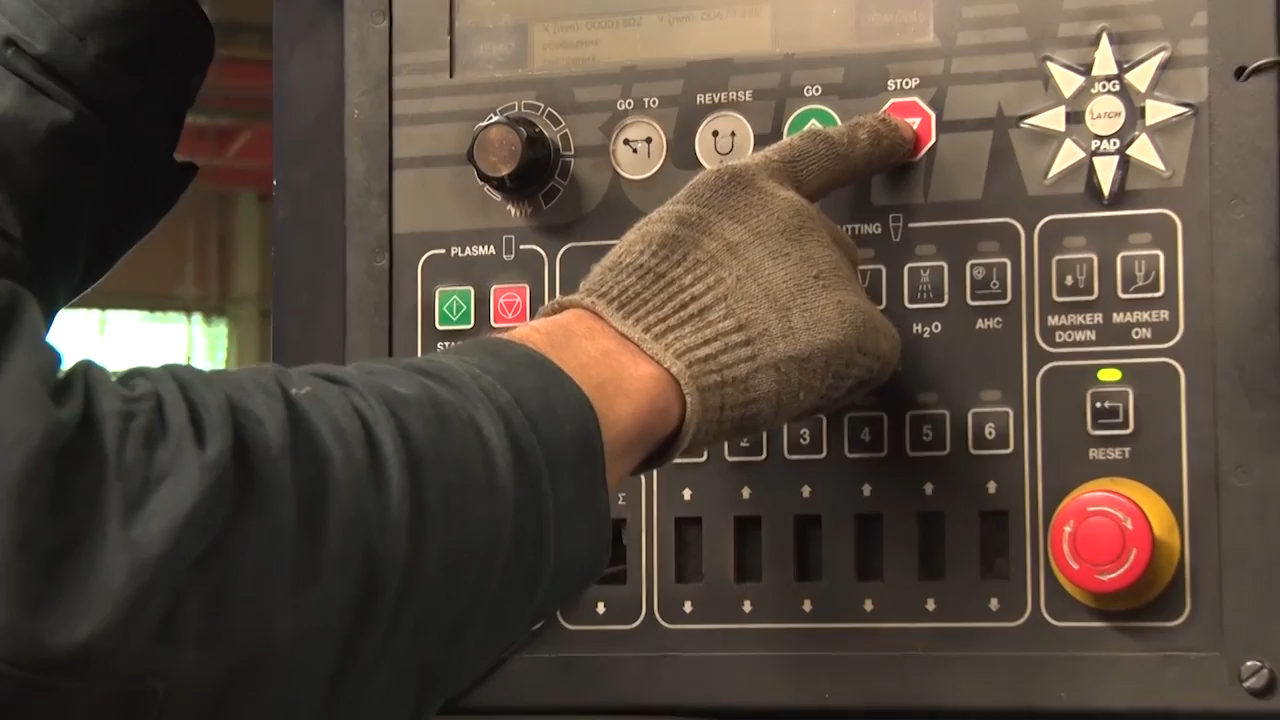 GO TO
REVERSE
GO
STOP
JOG
LATCH
PAD
PLASMA
TTING
H2O
AHC
MARKER
DOWN
MARKER
ON
RESET
2
3
4
5
6
Σ